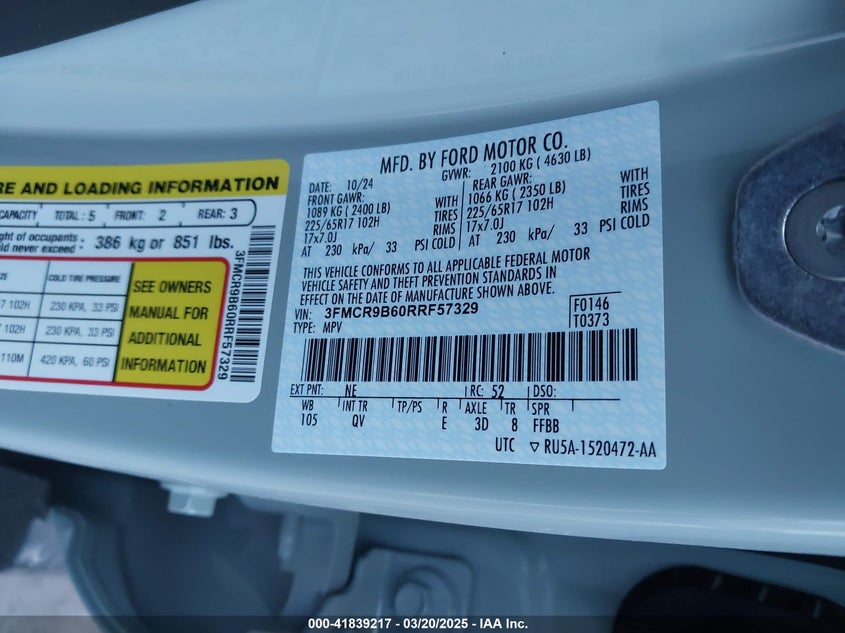 RE AND LOADING INFORMATION
CAPACITY TOTAL: 5 FRONT: 2 REAR: 3
ght of occupants 386 kg or 851 lbs.
ld never exceed
ZE COLD TIRE PRESSURE
7 102H 230 KPA, 33 PSI
7 102H 230 KPA, 33 PSI
110M 420 KPA, 60 PSI
SEE OWNERS
MANUAL FOR
ADDITIONAL
INFORMATION
3FMCR9B60RRF57329
MFD. BY FORD MOTOR CO.
DATE: 10/24 GVWR: 2100 KG ( 4630 LB)
FRONT GAWR: REAR GAWR:
1089 KG ( 2400 LB) WITH 1066 KG ( 2350 LB) WITH
225/65R17 102H TIRES 225/65R17 102H TIRES
17x7.0J RIMS 17x7.0J RIMS
AT 230 kPa/ 33 PSI COLD AT 230 kPa/ 33 PSI COLD
THIS VEHICLE CONFORMS TO ALL APPLICABLE FEDERAL MOTOR
VEHICLE SAFETY AND THEFT PREVENTION STANDARDS IN
EFFECT ON THE DATE OF MANUFACTURE SHOWN ABOVE.
VIN: 3FMCR9B60RRF57329 F0146
TYPE: MPV T0373
EXT PNT: NE RC: 52 DSO:
WB INT TR TP/PS R AXLE TR SPR
105 QV E 3D 8 FFBB
UTC ▽ RU5A-1520472-AA
000-41839217 - 03/20/2025 - IAA Inc.